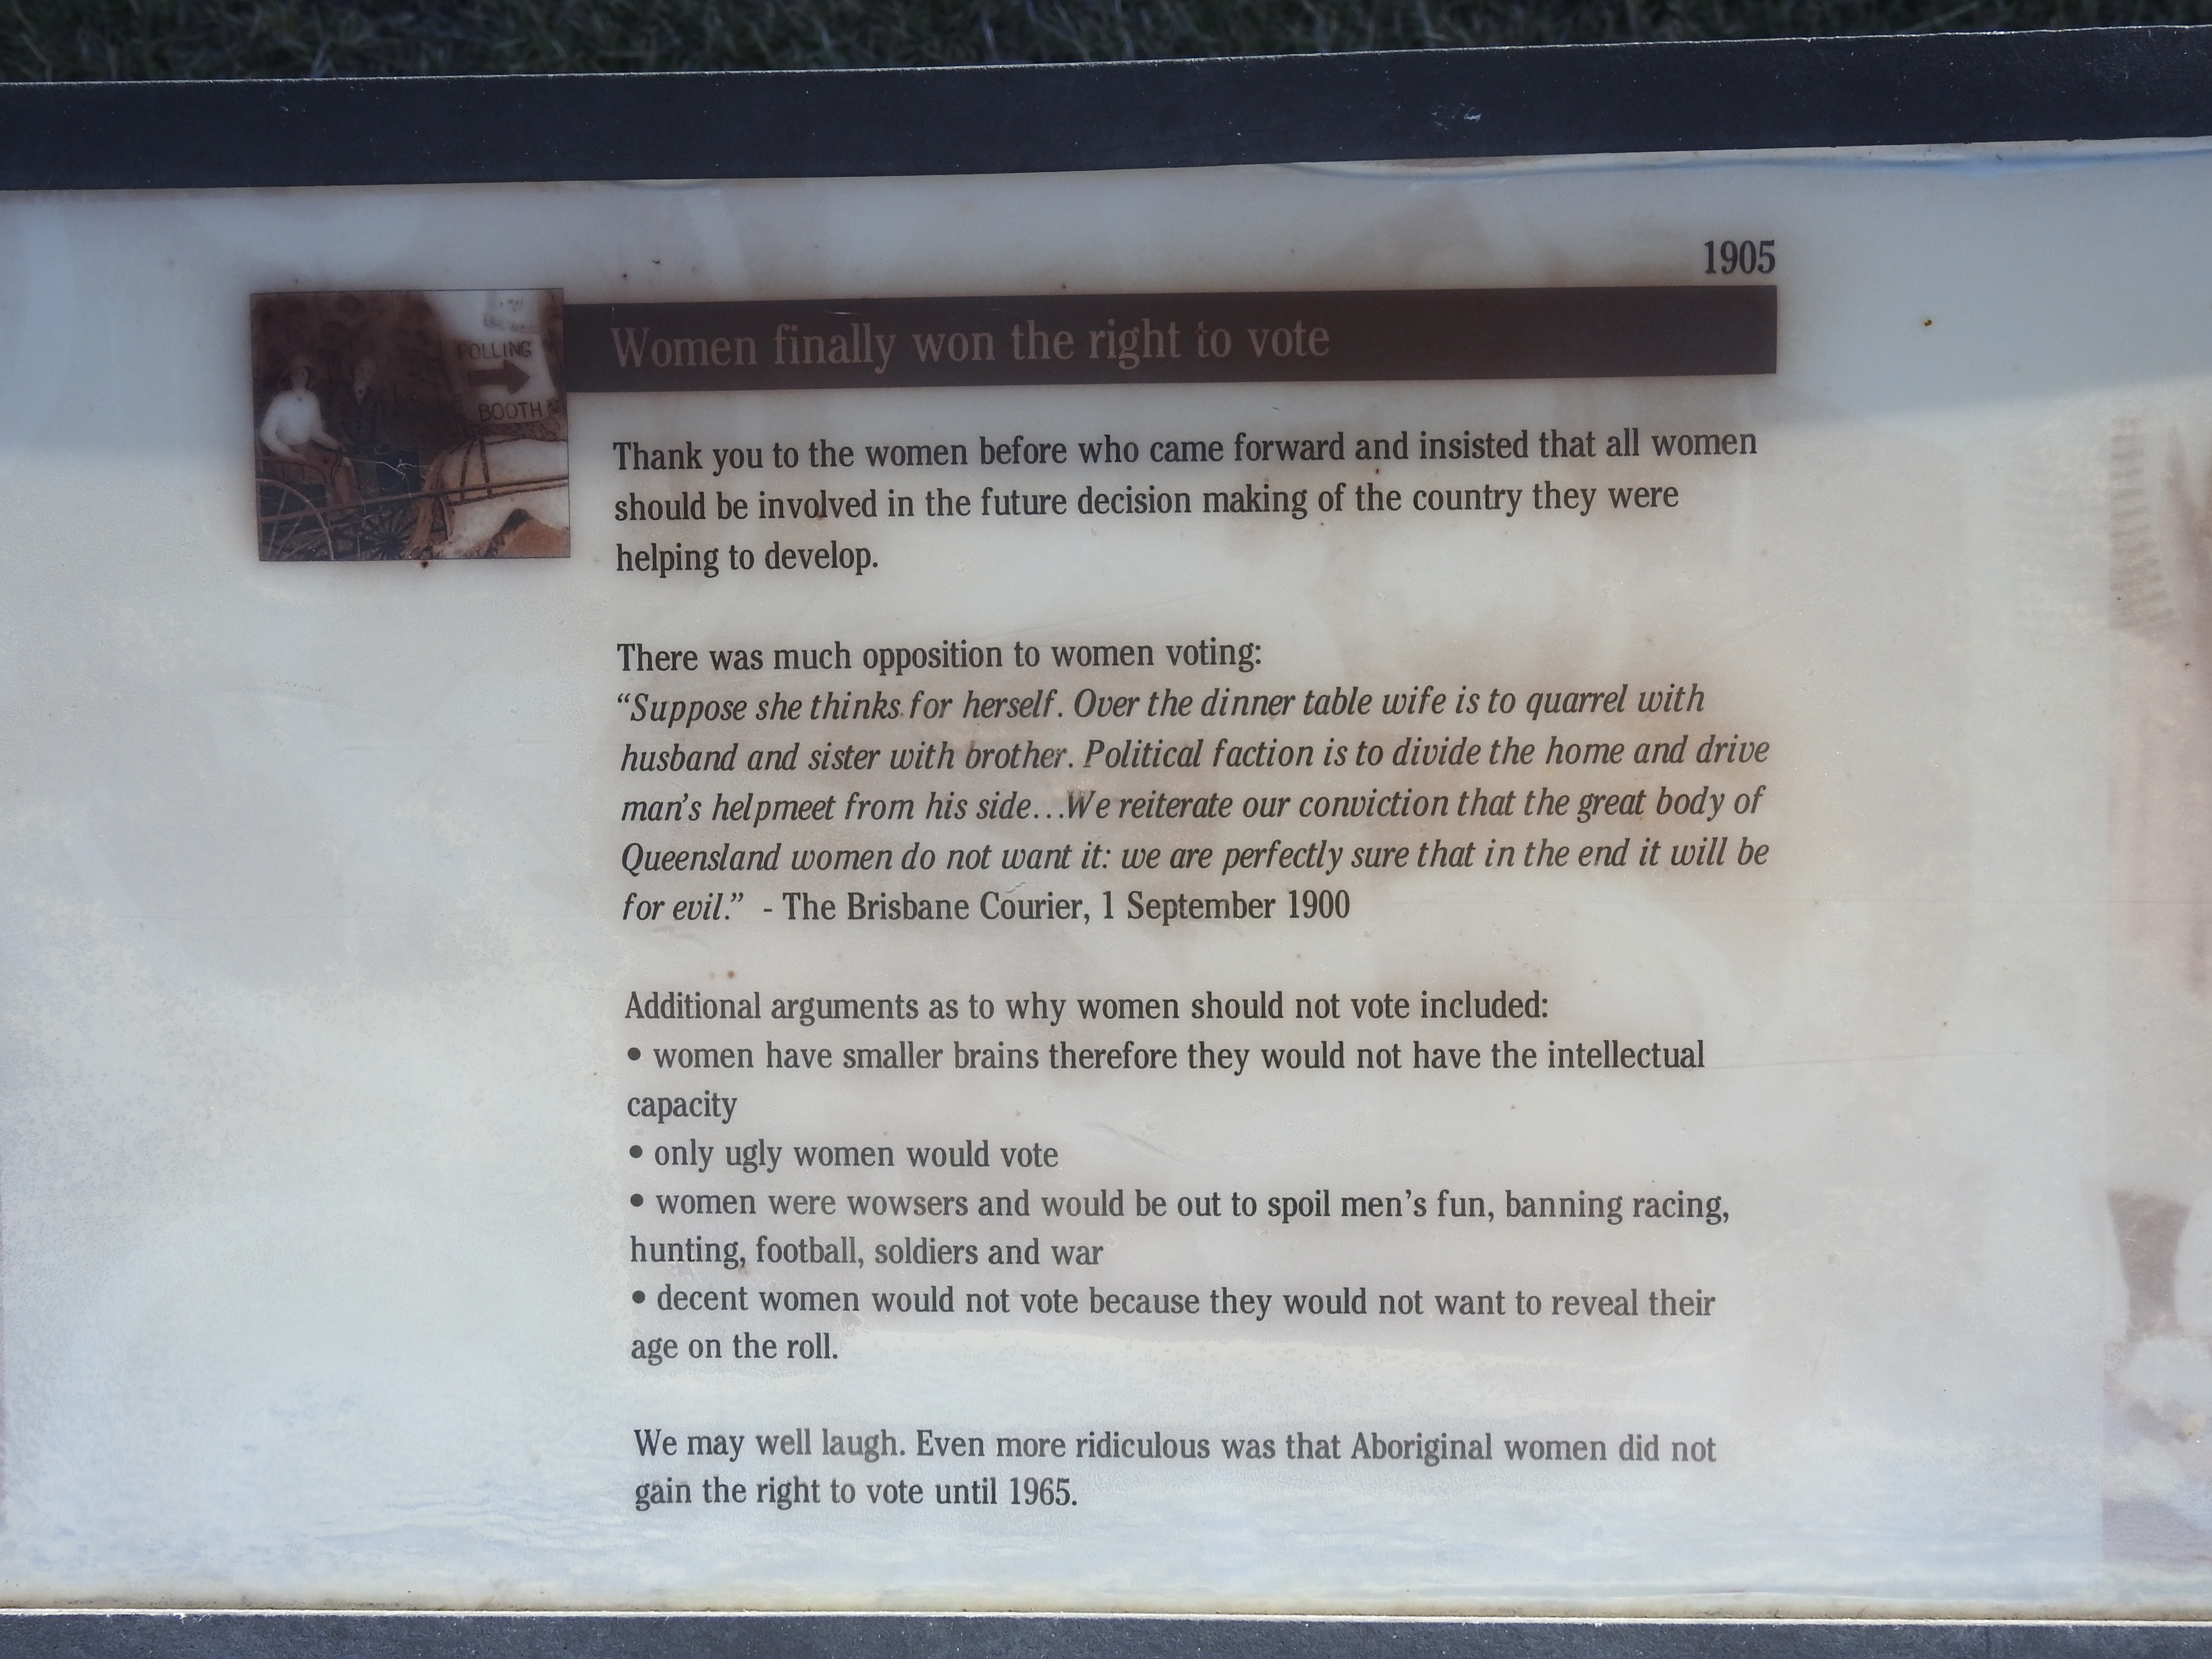 1905
POLLING
BOOTH
Women finally won the right to vote
Thank you to the women before who came forward and insisted that all women
should be involved in the future decision making of the country they were
helping to develop.
There was much opposition to women voting:
“Suppose she thinks for herself. Over the dinner table wife is to quarrel with
husband and sister with brother. Political faction is to divide the home and drive
man’s helpmeet from his side…We reiterate our conviction that the great body of
Queensland women do not want it: we are perfectly sure that in the end it will be
for evil.” - The Brisbane Courier, 1 September 1900
Additional arguments as to why women should not vote included:
• women have smaller brains therefore they would not have the intellectual
capacity
• only ugly women would vote
• women were wowsers and would be out to spoil men’s fun, banning racing,
hunting, football, soldiers and war
• decent women would not vote because they would not want to reveal their
age on the roll.
We may well laugh. Even more ridiculous was that Aboriginal women did not
gain the right to vote until 1965.